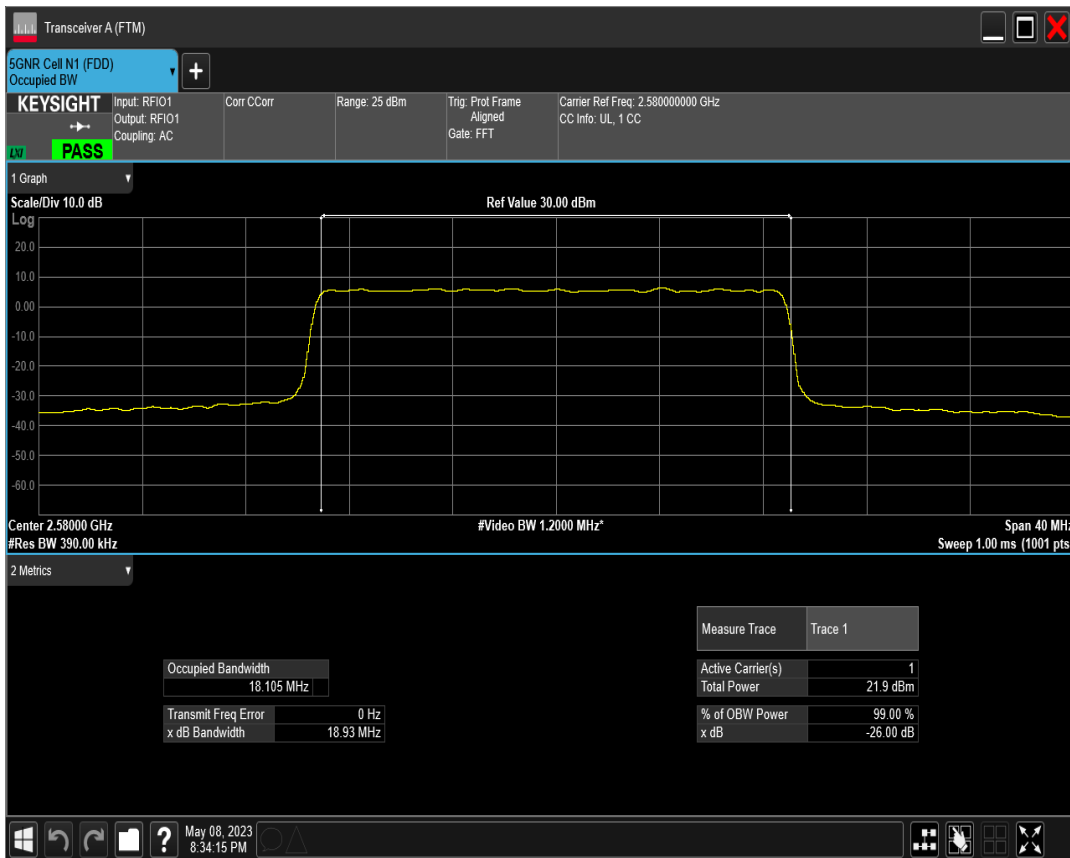 Transceiver A (FTM)
5GNR Cell N1 (FDD)
Occupied BW
+
KEYSIGHT
LXI
PASS
Input: RFIO1
Output: RFIO1
Coupling: AC
Corr CCorr
Range: 25 dBm
Trig: Prot Frame
Aligned
Gate: FFT
Carrier Ref Freq: 2.580000000 GHz
CC Info: UL, 1 CC
1 Graph
Scale/Div 10.0 dB
Ref Value 30.00 dBm
Log
20.0
10.0
0.00
-10.0
-20.0
-30.0
-40.0
-50.0
-60.0
Center 2.58000 GHz
#Video BW 1.2000 MHz*
Span 40 MHz
#Res BW 390.00 kHz
Sweep 1.00 ms (1001 pts
2 Metrics
Measure Trace
Trace 1
Occupied Bandwidth
18.105 MHz
Active Carrier(s)
1
Total Power
21.9 dBm
Transmit Freq Error
0 Hz
x dB Bandwidth
18.93 MHz
% of OBW Power
99.00 %
x dB
-26.00 dB
?
May 08, 2023
8:34:15 PM